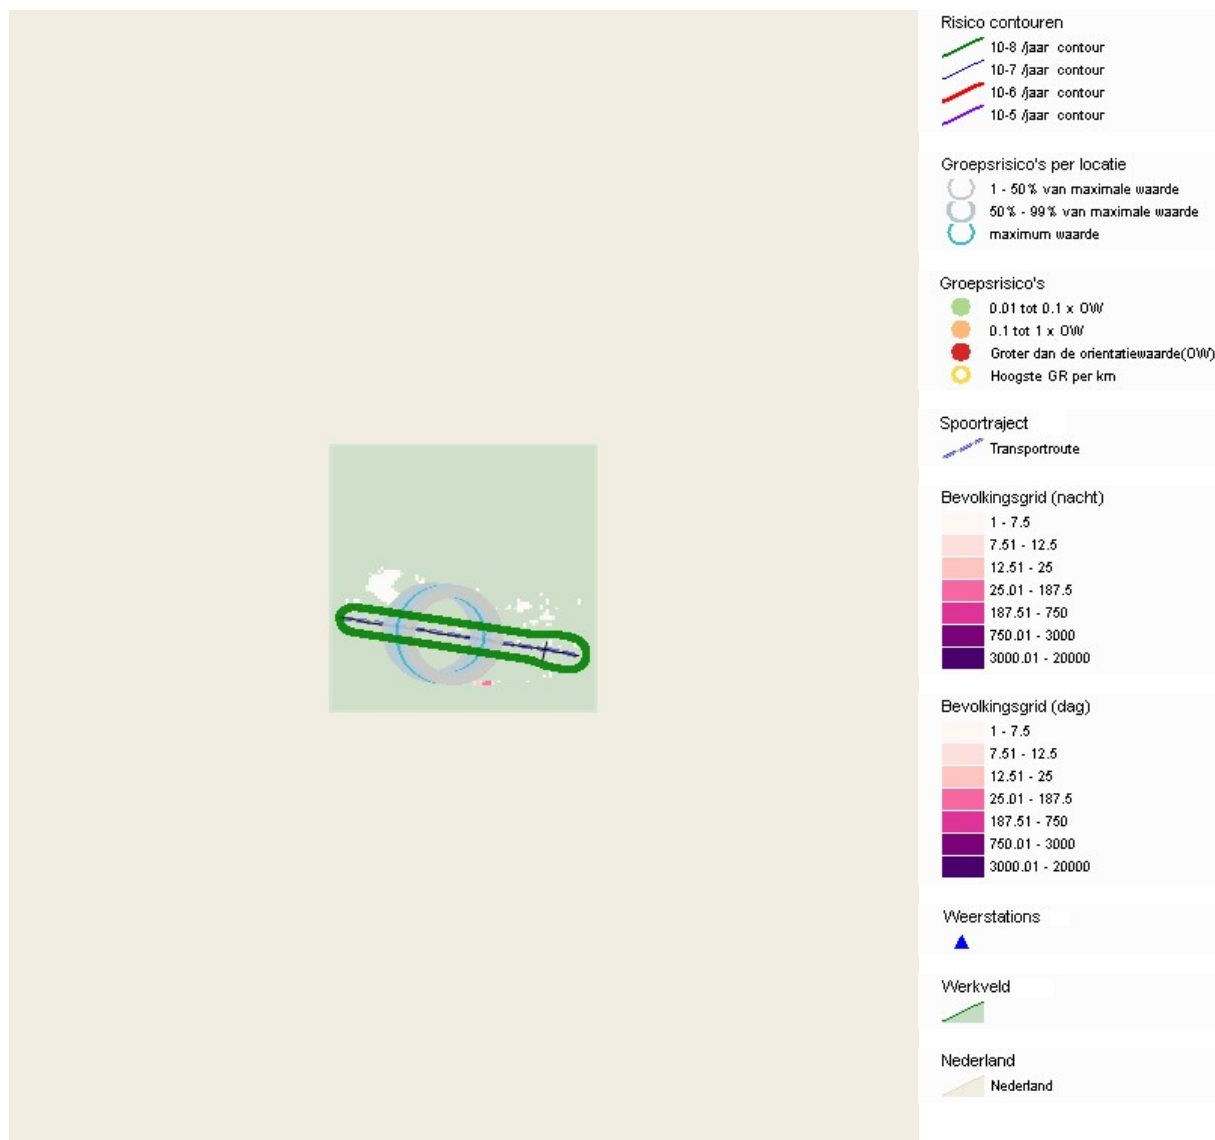 Risico contouren
10-8 /jaar contour
10-7 /jaar contour
10-6 /jaar contour
10-5 /jaar contour
Groepsrisico's per locatie
1 - 50% van maximale waarde
50% - 99% van maximale waarde
maximum waarde
Groepsrisico's
0.01 tot 0.1 x OW
0.1 tot 1 x OW
Groter dan de orientatiewaarde(OW)
Hoogste GR per km
Spoortraject
Transportroute
Bevolkingsgrid (nacht)
1 - 7.5
7.51 - 12.5
12.51 - 25
25.01 - 187.5
187.51 - 750
750.01 - 3000
3000.01 - 20000
Bevolkingsgrid (dag)
1 - 7.5
7.51 - 12.5
12.51 - 25
25.01 - 187.5
187.51 - 750
750.01 - 3000
3000.01 - 20000
Weerstations
Werkveld
Nederland
Nederland